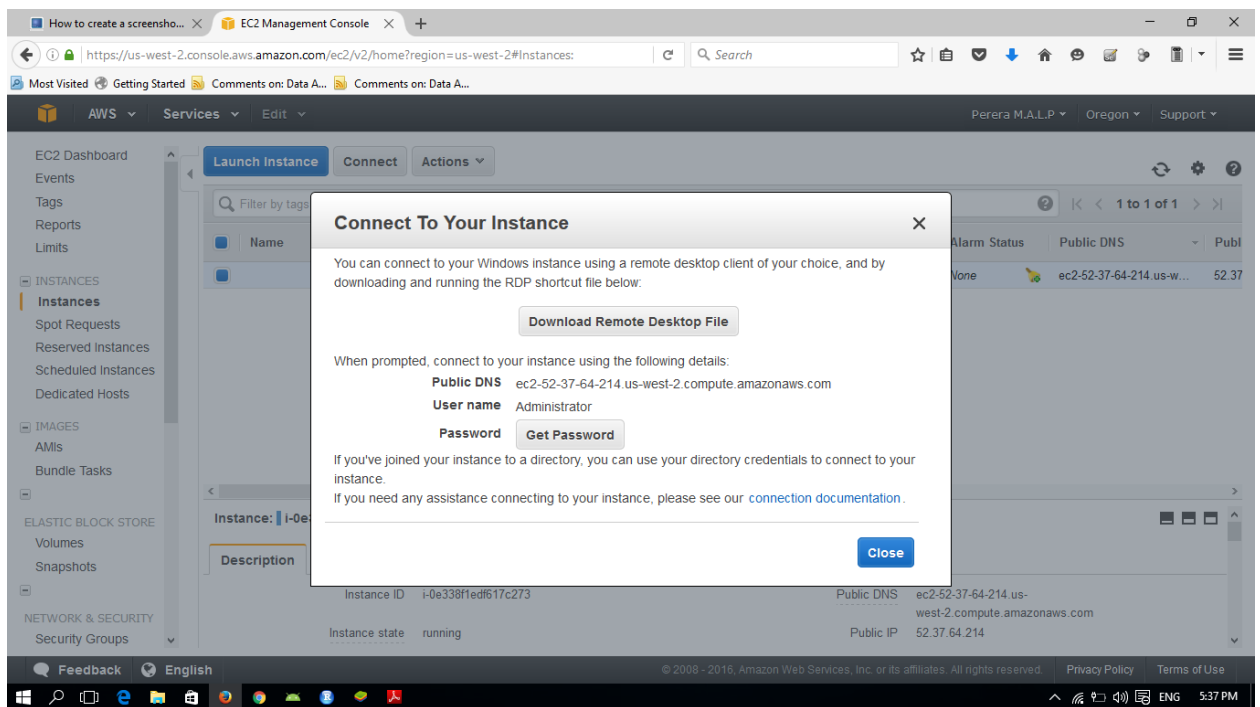 How to create a screensho...
EC2 Management Console
https://us-west-2.console.aws.amazon.com/ec2/v2/home?region=us-west-2#Instances:
Search
Most Visited
Getting Started
Comments on: Data A...
Comments on: Data A...
AWS
Services
Edit
Perera M.A.L.P
Oregon
Support
EC2 Dashboard
Events
Tags
Reports
Limits
INSTANCES
Instances
Spot Requests
Reserved Instances
Scheduled Instances
Dedicated Hosts
IMAGES
AMIs
Bundle Tasks
ELASTIC BLOCK STORE
Volumes
Snapshots
NETWORK & SECURITY
Security Groups
Launch Instance
Connect
Actions
Filter by tags
1 to 1 of 1
Name
Alarm Status
Public DNS
Publ
None
ec2-52-37-64-214.us-w...
52.37
Connect To Your Instance
You can connect to your Windows instance using a remote desktop client of your choice, and by
downloading and running the RDP shortcut file below:
Download Remote Desktop File
When prompted, connect to your instance using the following details:
Public DNS ec2-52-37-64-214.us-west-2.compute.amazonaws.com
User name Administrator
Password Get Password
If you've joined your instance to a directory, you can use your directory credentials to connect to your
instance.
If you need any assistance connecting to your instance, please see our connection documentation.
Close
Instance: i-0e
Description
Instance ID i-0e338f1edf617c273
Public DNS ec2-52-37-64-214.us-
west-2.compute.amazonaws.com
Instance state running
Public IP 52.37.64.214
Feedback
English
© 2008 - 2016, Amazon Web Services, Inc. or its affiliates. All rights reserved.
Privacy Policy
Terms of Use
ENG
5:37 PM